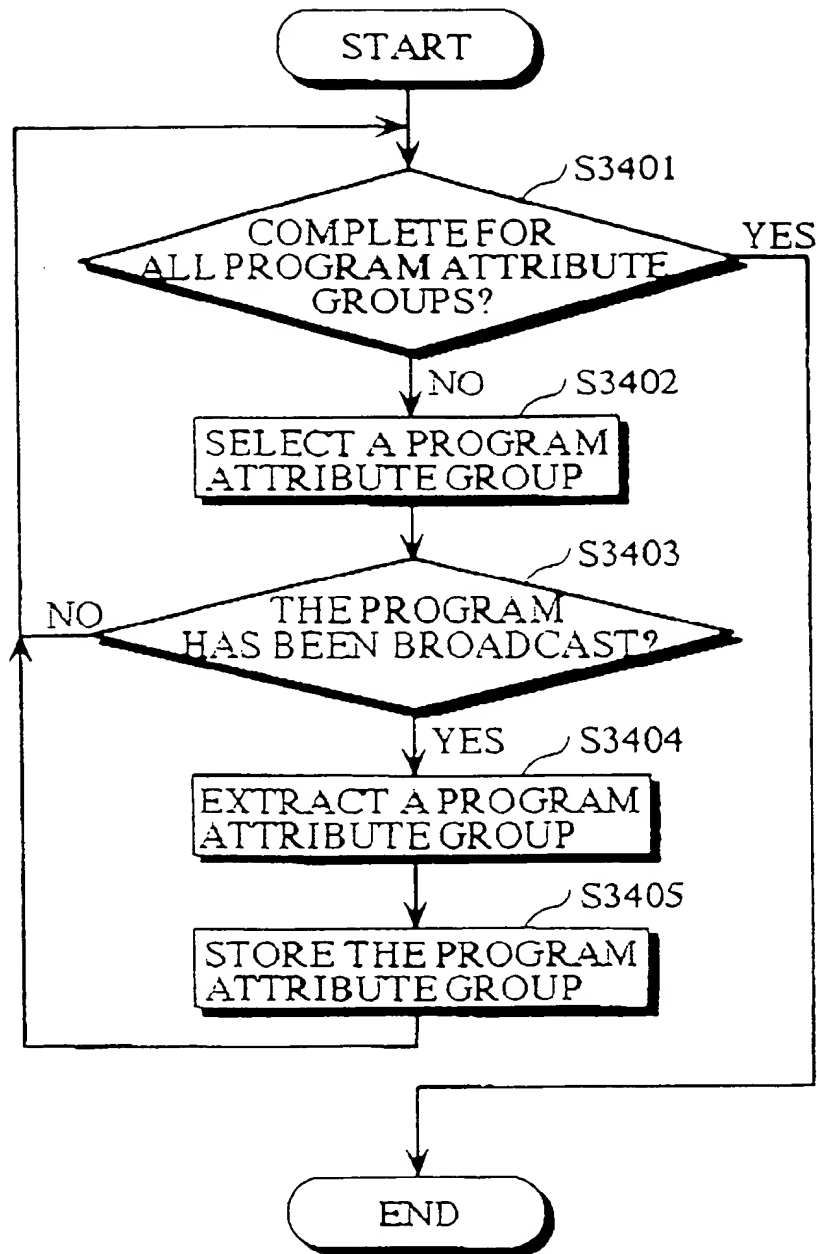 START
S3401
COMPLETE FOR
ALL PROGRAM ATTRIBUTE
GROUPS?
YES
NO
S3402
SELECT A PROGRAM
ATTRIBUTE GROUP
S3403
THE PROGRAM
HAS BEEN BROADCAST?
NO
YES
S3404
EXTRACT A PROGRAM
ATTRIBUTE GROUP
S3405
STORE THE PROGRAM
ATTRIBUTE GROUP
END